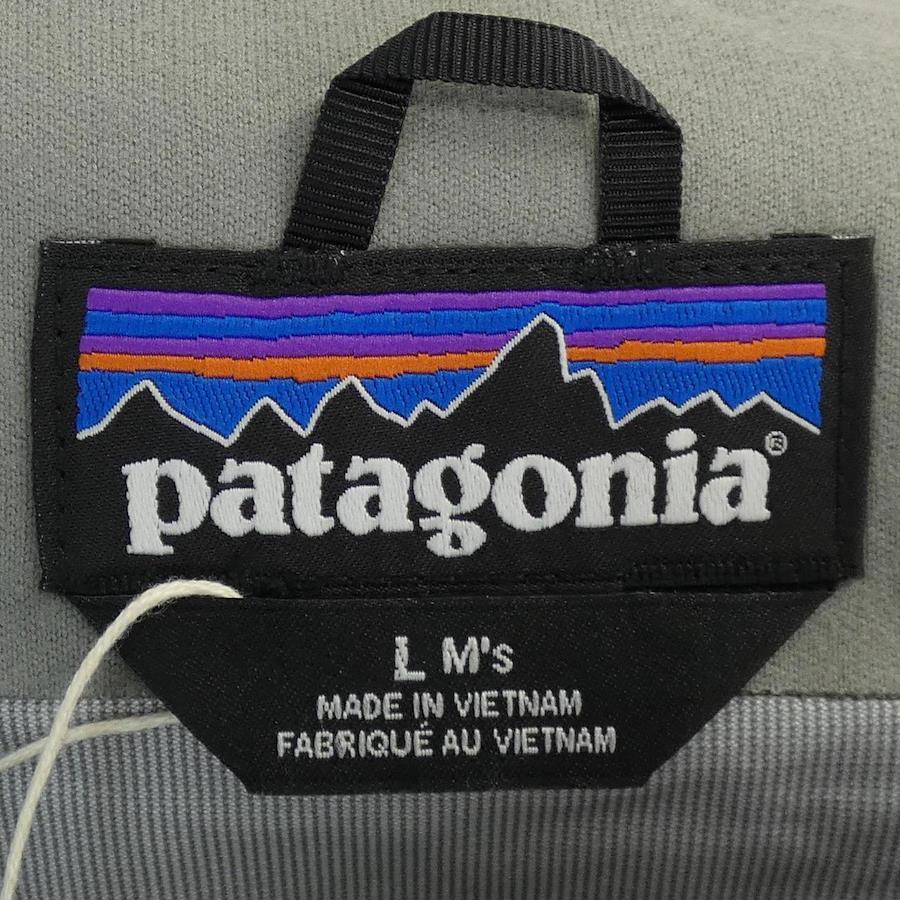 patagonia®
L M's
MADE IN VIETNAM
FABRIQUÉ AU VIETNAM